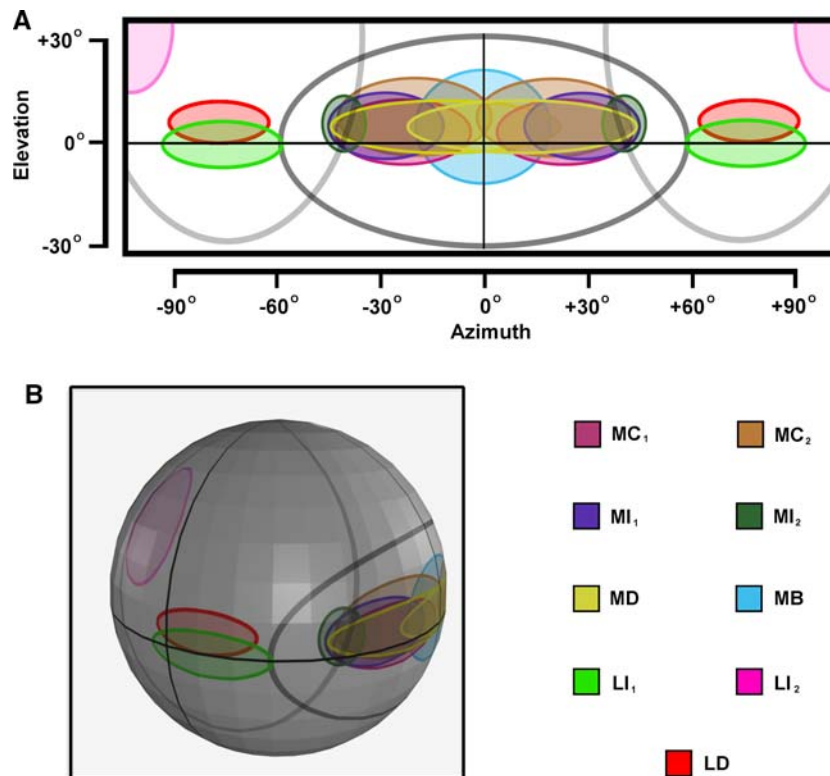 A
Elevation
+30°
0°
-30°
-90° -60° -30° 0° +30° +60° +90°
Azimuth
B
MC₁ MC₂
MI₁ MI₂
MD MB
LI₁ LI₂
LD